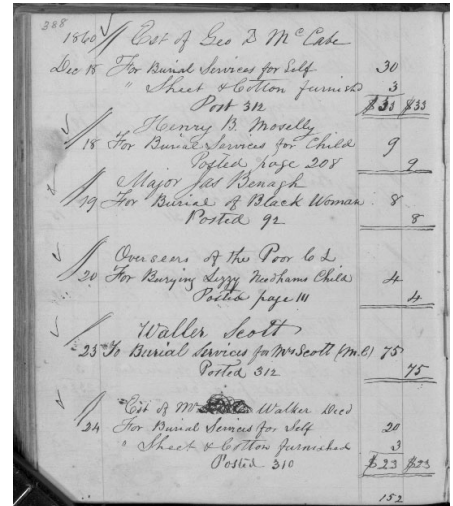 388
1860 Est of Geo D McCabe
Dec 18 For Burial Services for Self 30
" Sheet & Cotton furnished 3
Post 312 $33 $33
Henry B. Moselly
18 For Burial Services for Child 9
Posted page 208 9
Major Jas Benagh
19 For Burial of Black Woman 8
Posted 92 8
Overseers of the Poor C L
20 For Burying Lizzy Needhams Child 4
Posted page 111 4
Waller Scott
23 To Burial Services for Mrs Scott (M.C) 75
Posted 312 75
Est of Mr Walker Decd
24 For Burial Services for Self 20
" Sheet & Cotton furnished 3
Posted 310 $23 $23
152